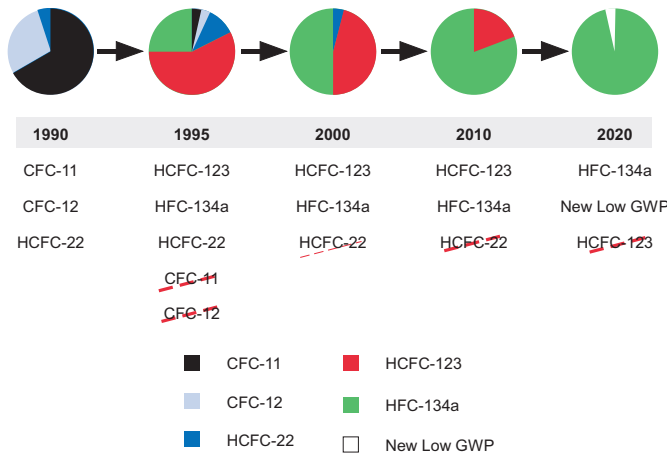 1990 1995 2000 2010 2020
CFC-11 HCFC-123 HCFC-123 HCFC-123 HFC-134a
CFC-12 HFC-134a HFC-134a HFC-134a New Low GWP
HCFC-22 HCFC-22 HCFC-22 HCFC-22 HCFC-123
CFC-11
CFC-12
CFC-11 HCFC-123
CFC-12 HFC-134a
HCFC-22 New Low GWP